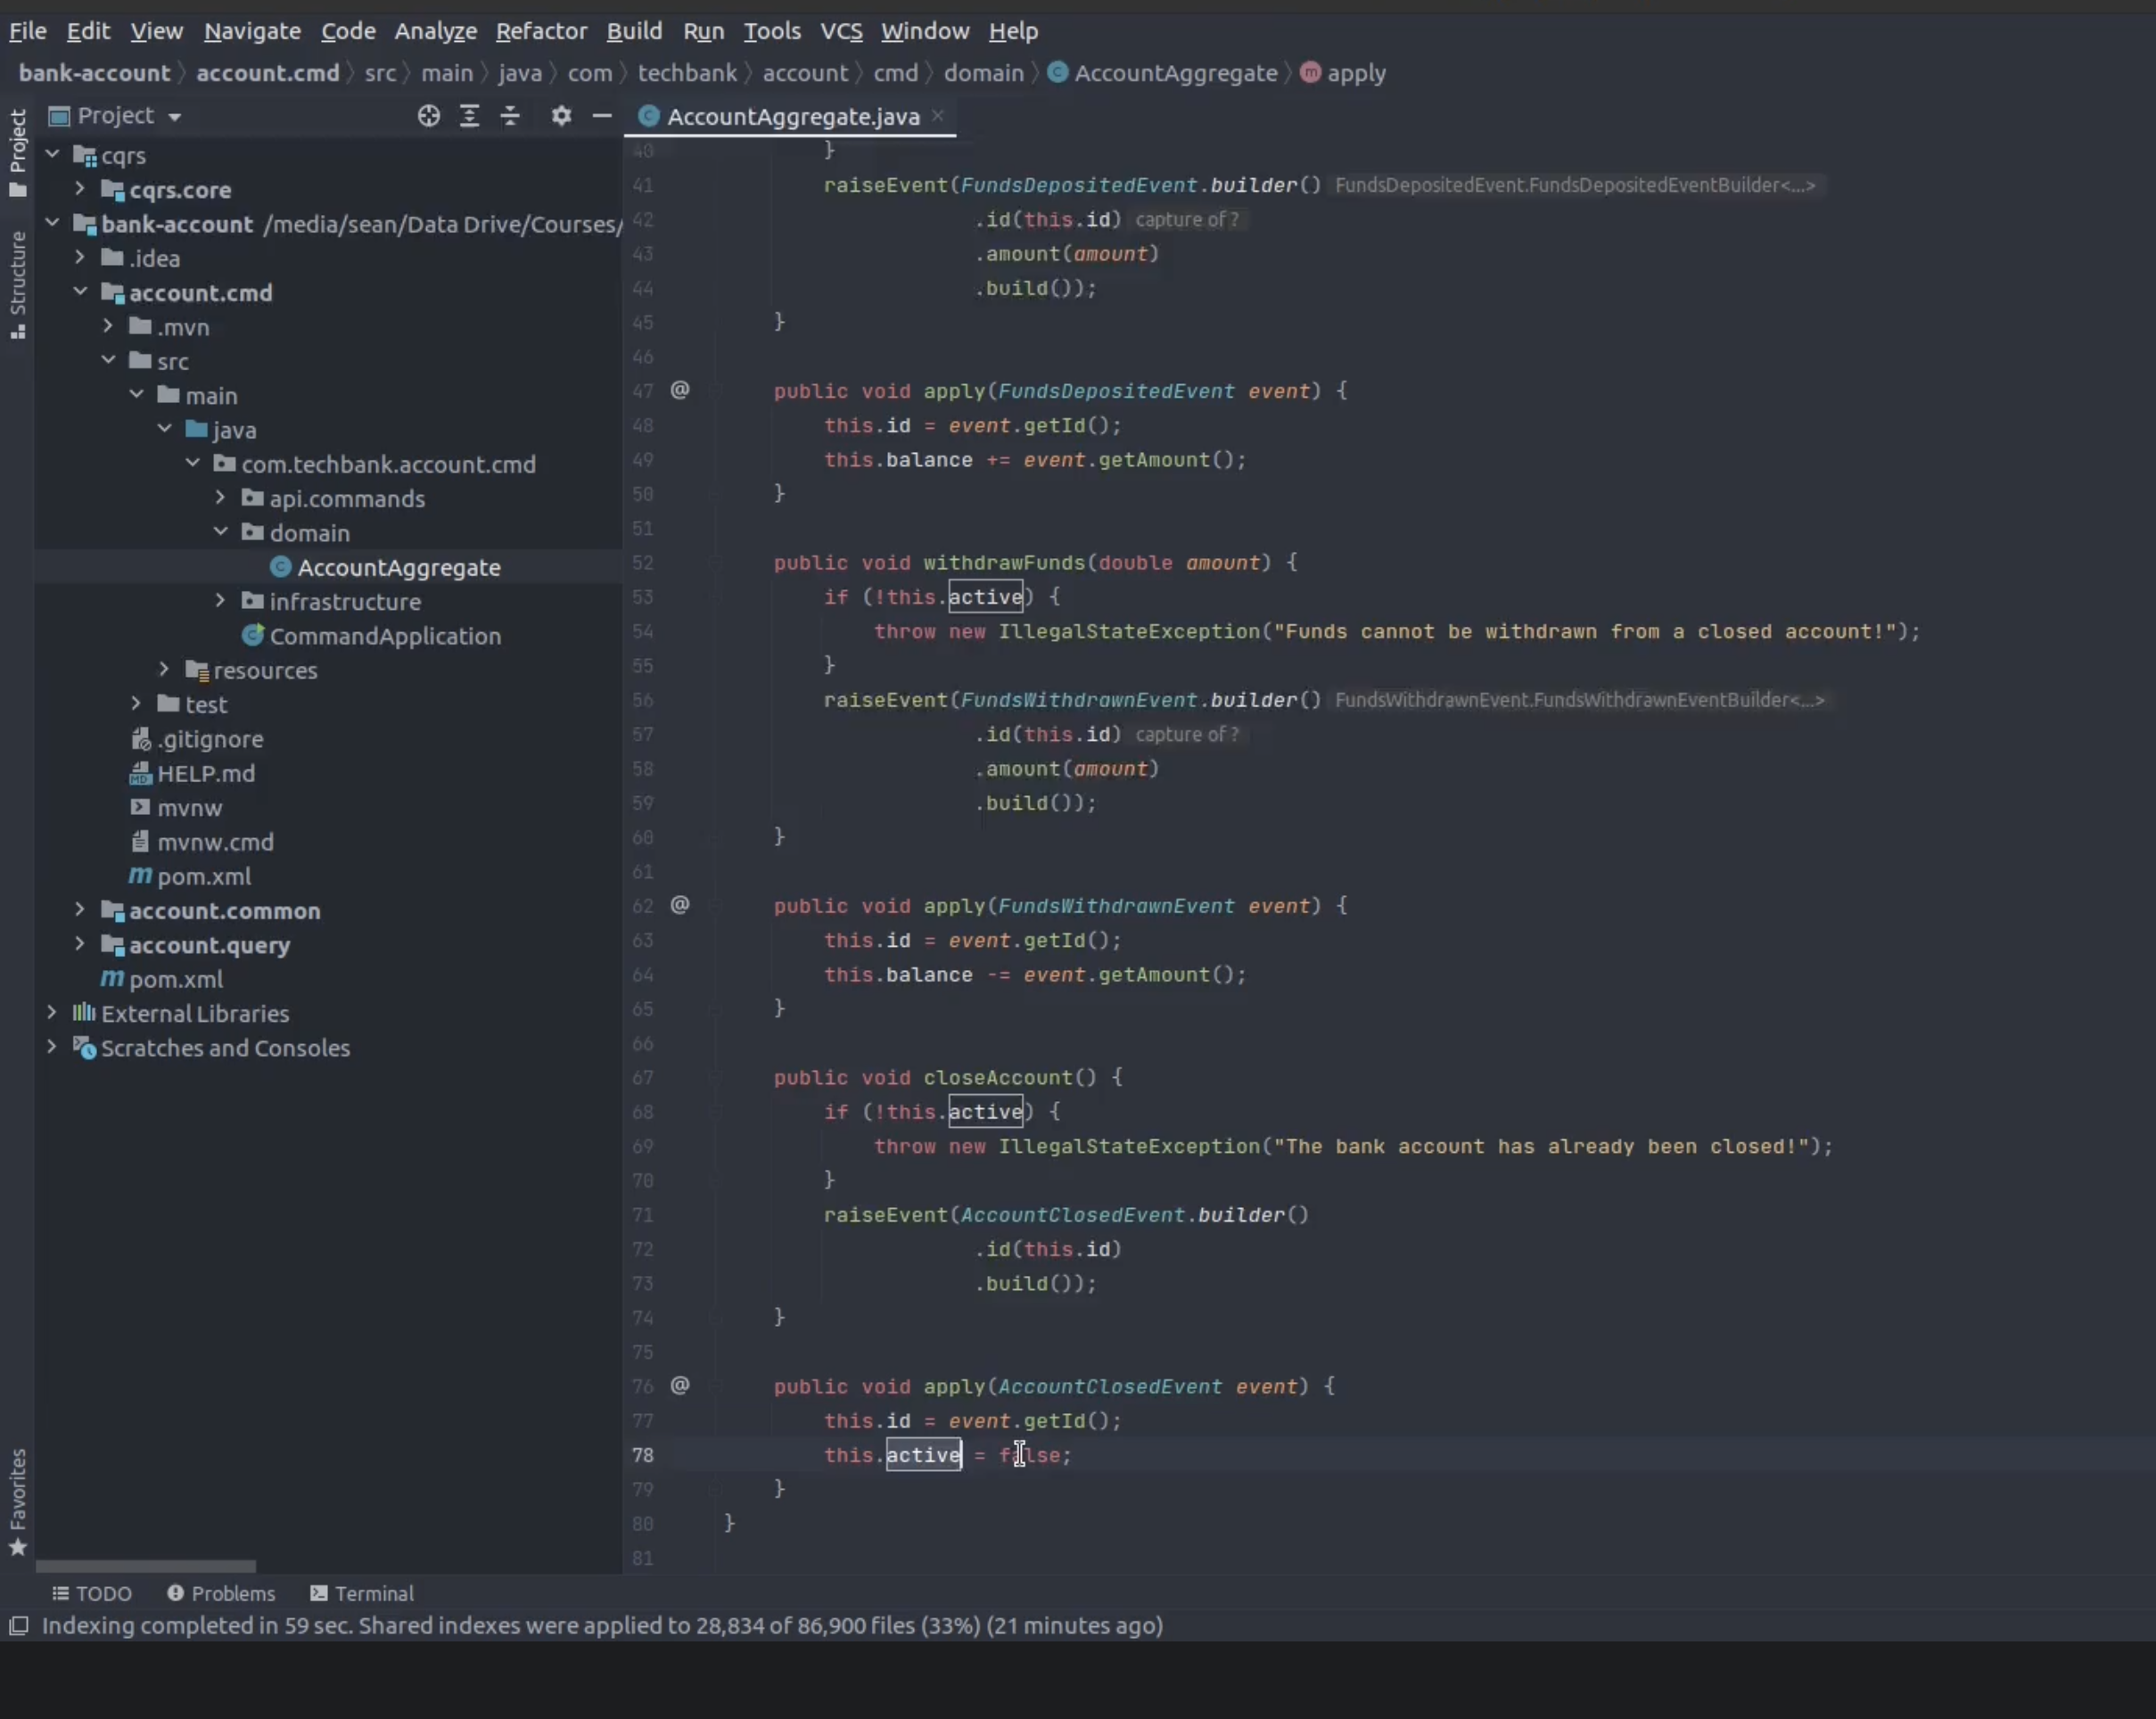 File Edit View Navigate Code Analyze Refactor Build Run Tools VCS Window Help
bank-account account.cmd src main java com techbank account cmd domain AccountAggregate apply
Project
Structure
Favorites
Project
cqrs
cqrs.core
bank-account /media/sean/Data Drive/Courses/
.idea
account.cmd
.mvn
src
main
java
com.techbank.account.cmd
api.commands
domain
AccountAggregate
infrastructure
CommandApplication
resources
test
.gitignore
HELP.md
mvnw
mvnw.cmd
pom.xml
account.common
account.query
pom.xml
External Libraries
Scratches and Consoles
AccountAggregate.java
40 }
41 raiseEvent(FundsDepositedEvent.builder() FundsDepositedEvent.FundsDepositedEventBuilder<...>
42 .id(this.id) capture of ?
43 .amount(amount)
44 .build());
45 }
46
47 @ public void apply(FundsDepositedEvent event) {
48 this.id = event.getId();
49 this.balance += event.getAmount();
50 }
51
52 public void withdrawFunds(double amount) {
53 if (!this.active) {
54 throw new IllegalStateException("Funds cannot be withdrawn from a closed account!");
55 }
56 raiseEvent(FundsWithdrawnEvent.builder() FundsWithdrawnEvent.FundsWithdrawnEventBuilder<...>
57 .id(this.id) capture of ?
58 .amount(amount)
59 .build());
60 }
61
62 @ public void apply(FundsWithdrawnEvent event) {
63 this.id = event.getId();
64 this.balance -= event.getAmount();
65 }
66
67 public void closeAccount() {
68 if (!this.active) {
69 throw new IllegalStateException("The bank account has already been closed!");
70 }
71 raiseEvent(AccountClosedEvent.builder()
72 .id(this.id)
73 .build());
74 }
75
76 @ public void apply(AccountClosedEvent event) {
77 this.id = event.getId();
78 this.active = false;
79 }
80 }
81
TODO Problems Terminal
Indexing completed in 59 sec. Shared indexes were applied to 28,834 of 86,900 files (33%) (21 minutes ago)